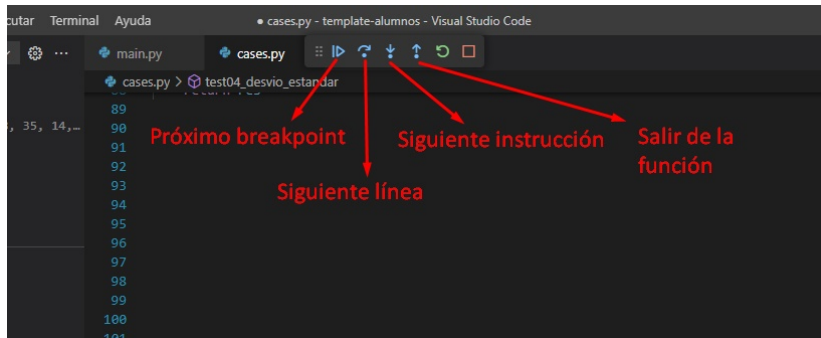 cutar Terminal Ayuda ● cases.py - template-alumnos - Visual Studio Code
main.py cases.py
cases.py > test04_desvio_estandar
89
, 35, 14,… 90
91
92
93
94
95
96
97
98
99
100
Próximo breakpoint
Siguiente instrucción
Salir de la
función
Siguiente línea